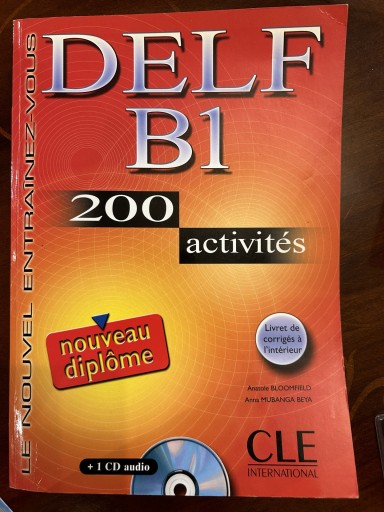 LE NOUVEL ENTRAINEZ-VOUS
DELF
B1
200
activités
nouveau
diplôme
Livret de
corrigés à
l'intérieur
Anatole BLOOMFIELD
Anna MUBANGA BEYA
+ 1 CD audio
CLE
INTERNATIONAL